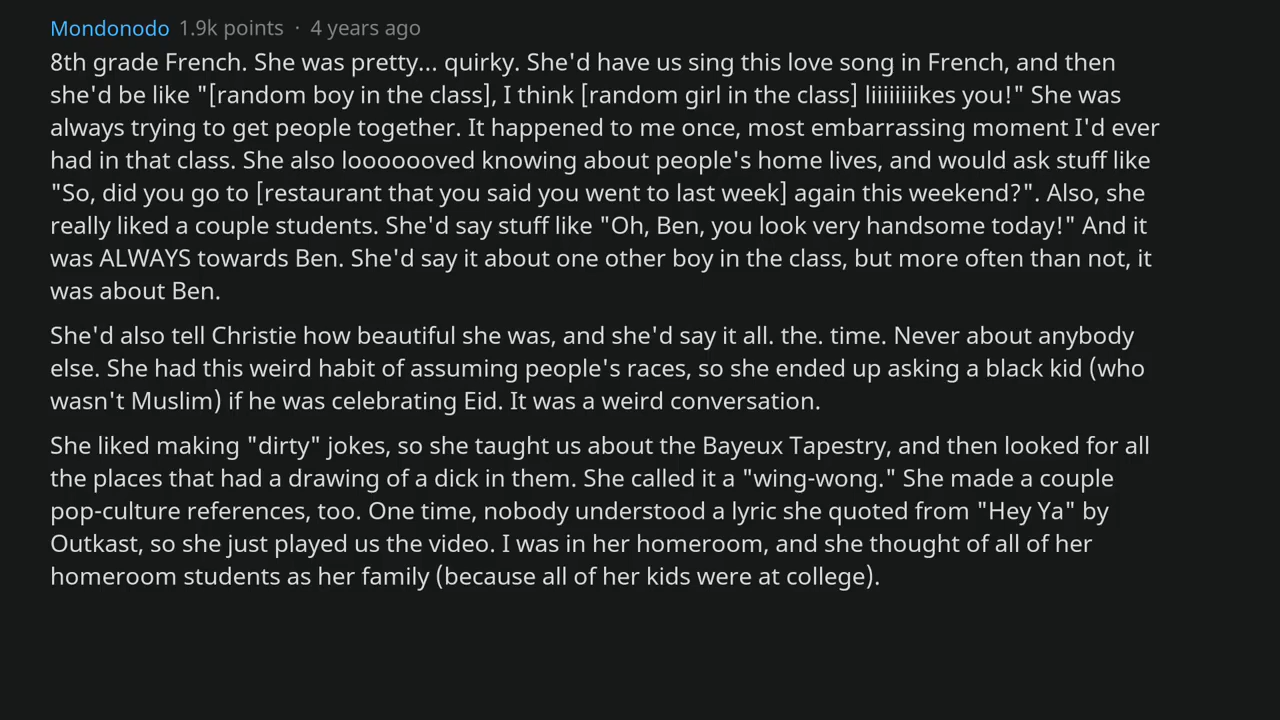 Mondonodo 1.9k points · 4 years ago
8th grade French. She was pretty... quirky. She'd have us sing this love song in French, and then
she'd be like "[random boy in the class], I think [random girl in the class] liiiiiiiikes you!" She was
always trying to get people together. It happened to me once, most embarrassing moment I'd ever
had in that class. She also looooooved knowing about people's home lives, and would ask stuff like
"So, did you go to [restaurant that you said you went to last week] again this weekend?". Also, she
really liked a couple students. She'd say stuff like "Oh, Ben, you look very handsome today!" And it
was ALWAYS towards Ben. She'd say it about one other boy in the class, but more often than not, it
was about Ben.
She'd also tell Christie how beautiful she was, and she'd say it all. the. time. Never about anybody
else. She had this weird habit of assuming people's races, so she ended up asking a black kid (who
wasn't Muslim) if he was celebrating Eid. It was a weird conversation.
She liked making "dirty" jokes, so she taught us about the Bayeux Tapestry, and then looked for all
the places that had a drawing of a dick in them. She called it a "wing-wong." She made a couple
pop-culture references, too. One time, nobody understood a lyric she quoted from "Hey Ya" by
Outkast, so she just played us the video. I was in her homeroom, and she thought of all of her
homeroom students as her family (because all of her kids were at college).